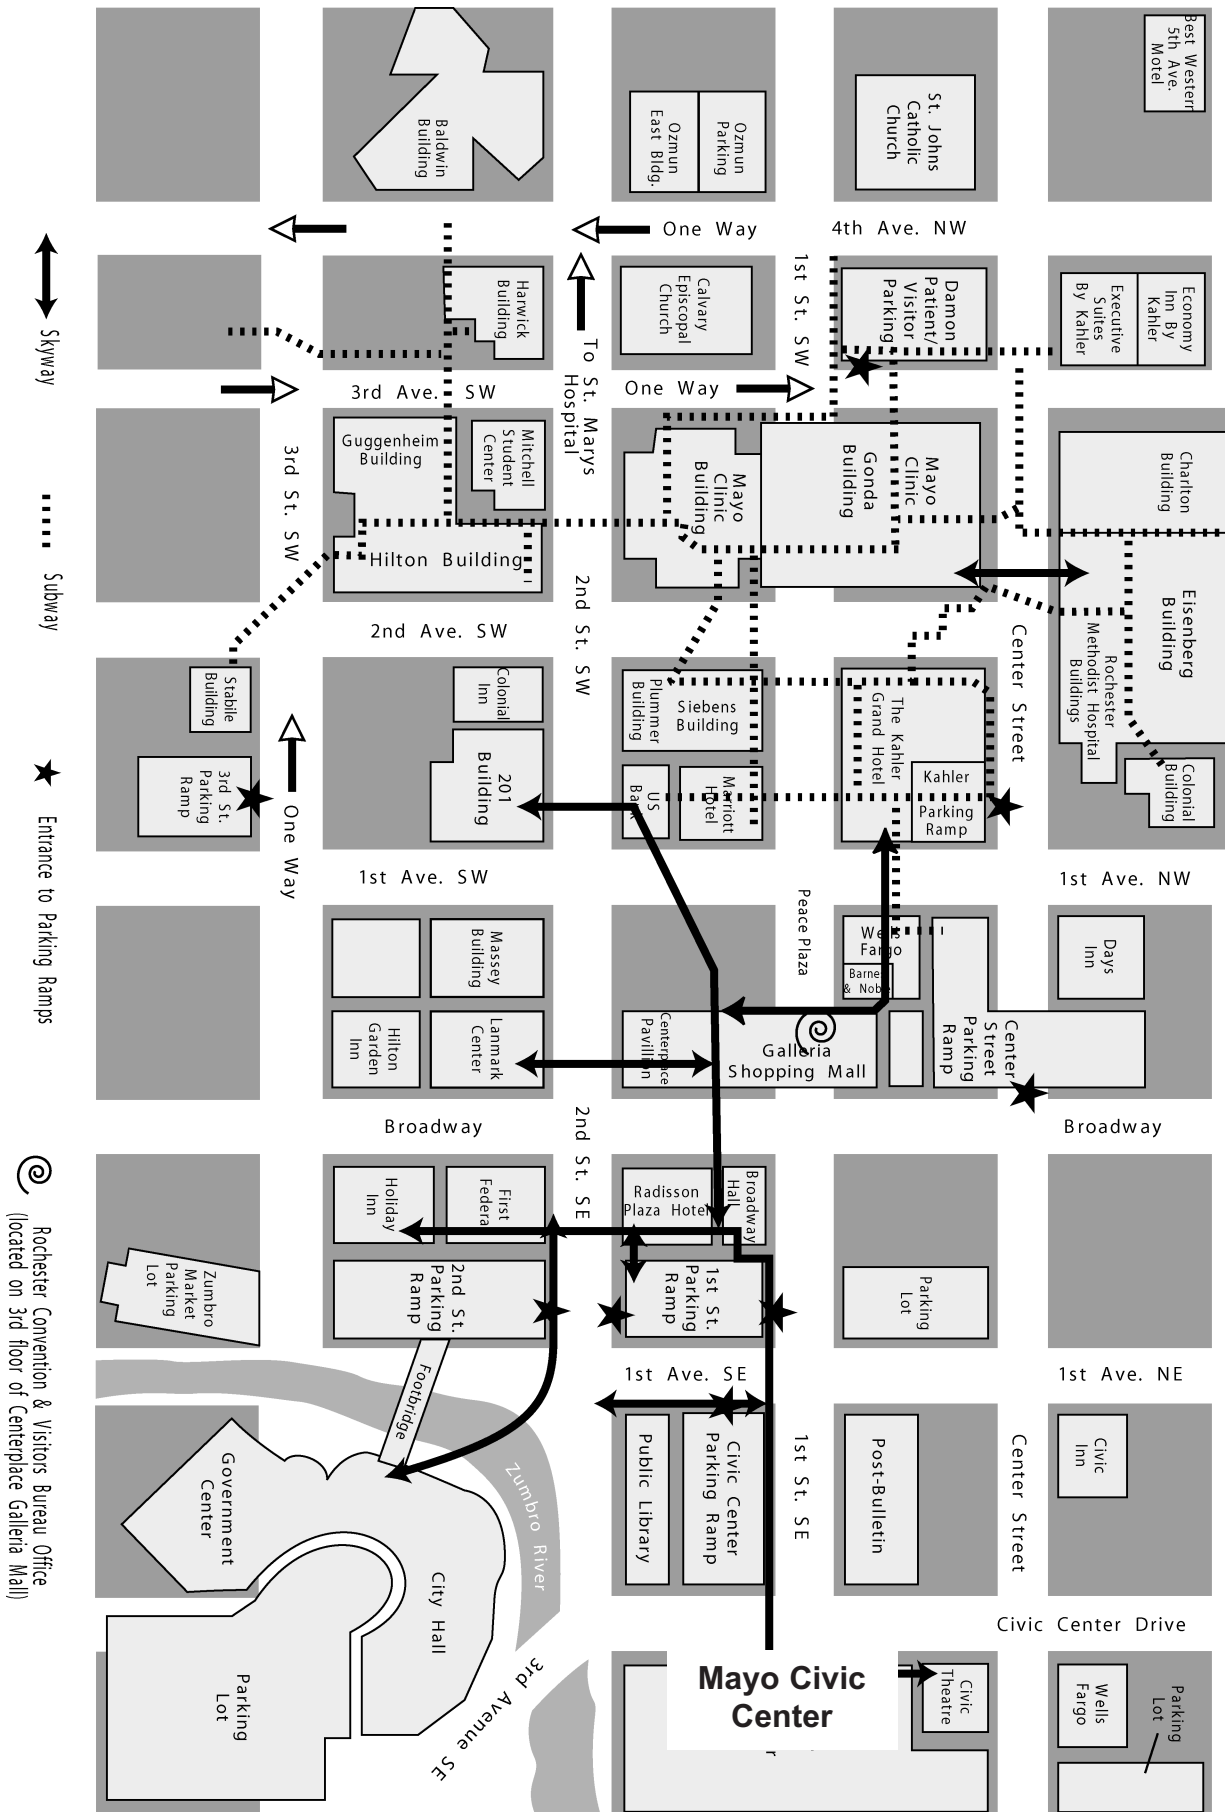 Best Western
5th Ave.
Motel
St. Johns
Catholic
Church
Ozmun
Parking
Ozmun
East Bldg.
Baldwin
Building
One Way
4th Ave. NW
1st St. SW
Damon
Patient/
Visitor
Parking
Economy
Inn By
Kahler
Executive
Suites
By Kahler
Calvary
Episcopal
Church
Harwick
Building
To St. Marys
Hospital
3rd Ave. SW
One Way
Skyway
Guggenheim
Building
Mitchell
Student
Center
Mayo
Clinic
Building
Mayo
Clinic
Gonda
Building
Charlton
Building
3rd St. SW
Hilton Building
Subway
2nd St. SW
2nd Ave. SW
Center Street
Eisenberg
Building
Rochester
Methodist Hospital
Buildings
Stabile
Building
Colonial
Inn
Plummer
Building
Siebens
Building
The Kahler
Grand Hotel
Kahler
Parking
Ramp
Colonial
Building
3rd St.
Parking
Ramp
201
Building
US
Bank
Marriott
Hotel
Entrance to Parking Ramps
One Way
1st Ave. SW
1st Ave. NW
Peace Plaza
Massey
Building
Wells
Fargo
Barnes
& Noble
Days
Inn
Hilton
Garden
Inn
Lanmark
Center
Centerplace
Pavillion
Galleria
Shopping Mall
Center
Street
Parking
Ramp
Broadway
2nd St. SE
Broadway
Holiday
Inn
First
Federal
Radisson
Plaza Hotel
Broadway
Hall
Rochester Convention & Visitors Bureau Office
(located on 3rd floor of Centerplace Galleria Mall)
Zumbro
Market
Parking
Lot
2nd St.
Parking
Ramp
1st St.
Parking
Ramp
Parking
Lot
Footbridge
1st Ave. SE
1st Ave. NE
Government
Center
Zumbro River
Public Library
Civic Center
Parking Ramp
1st St. SE
Post-Bulletin
Center Street
Civic
Inn
City Hall
Civic Center Drive
Parking
Lot
3rd Avenue SE
Mayo Civic
Center
Civic
Theatre
Wells
Fargo
Parking
Lot